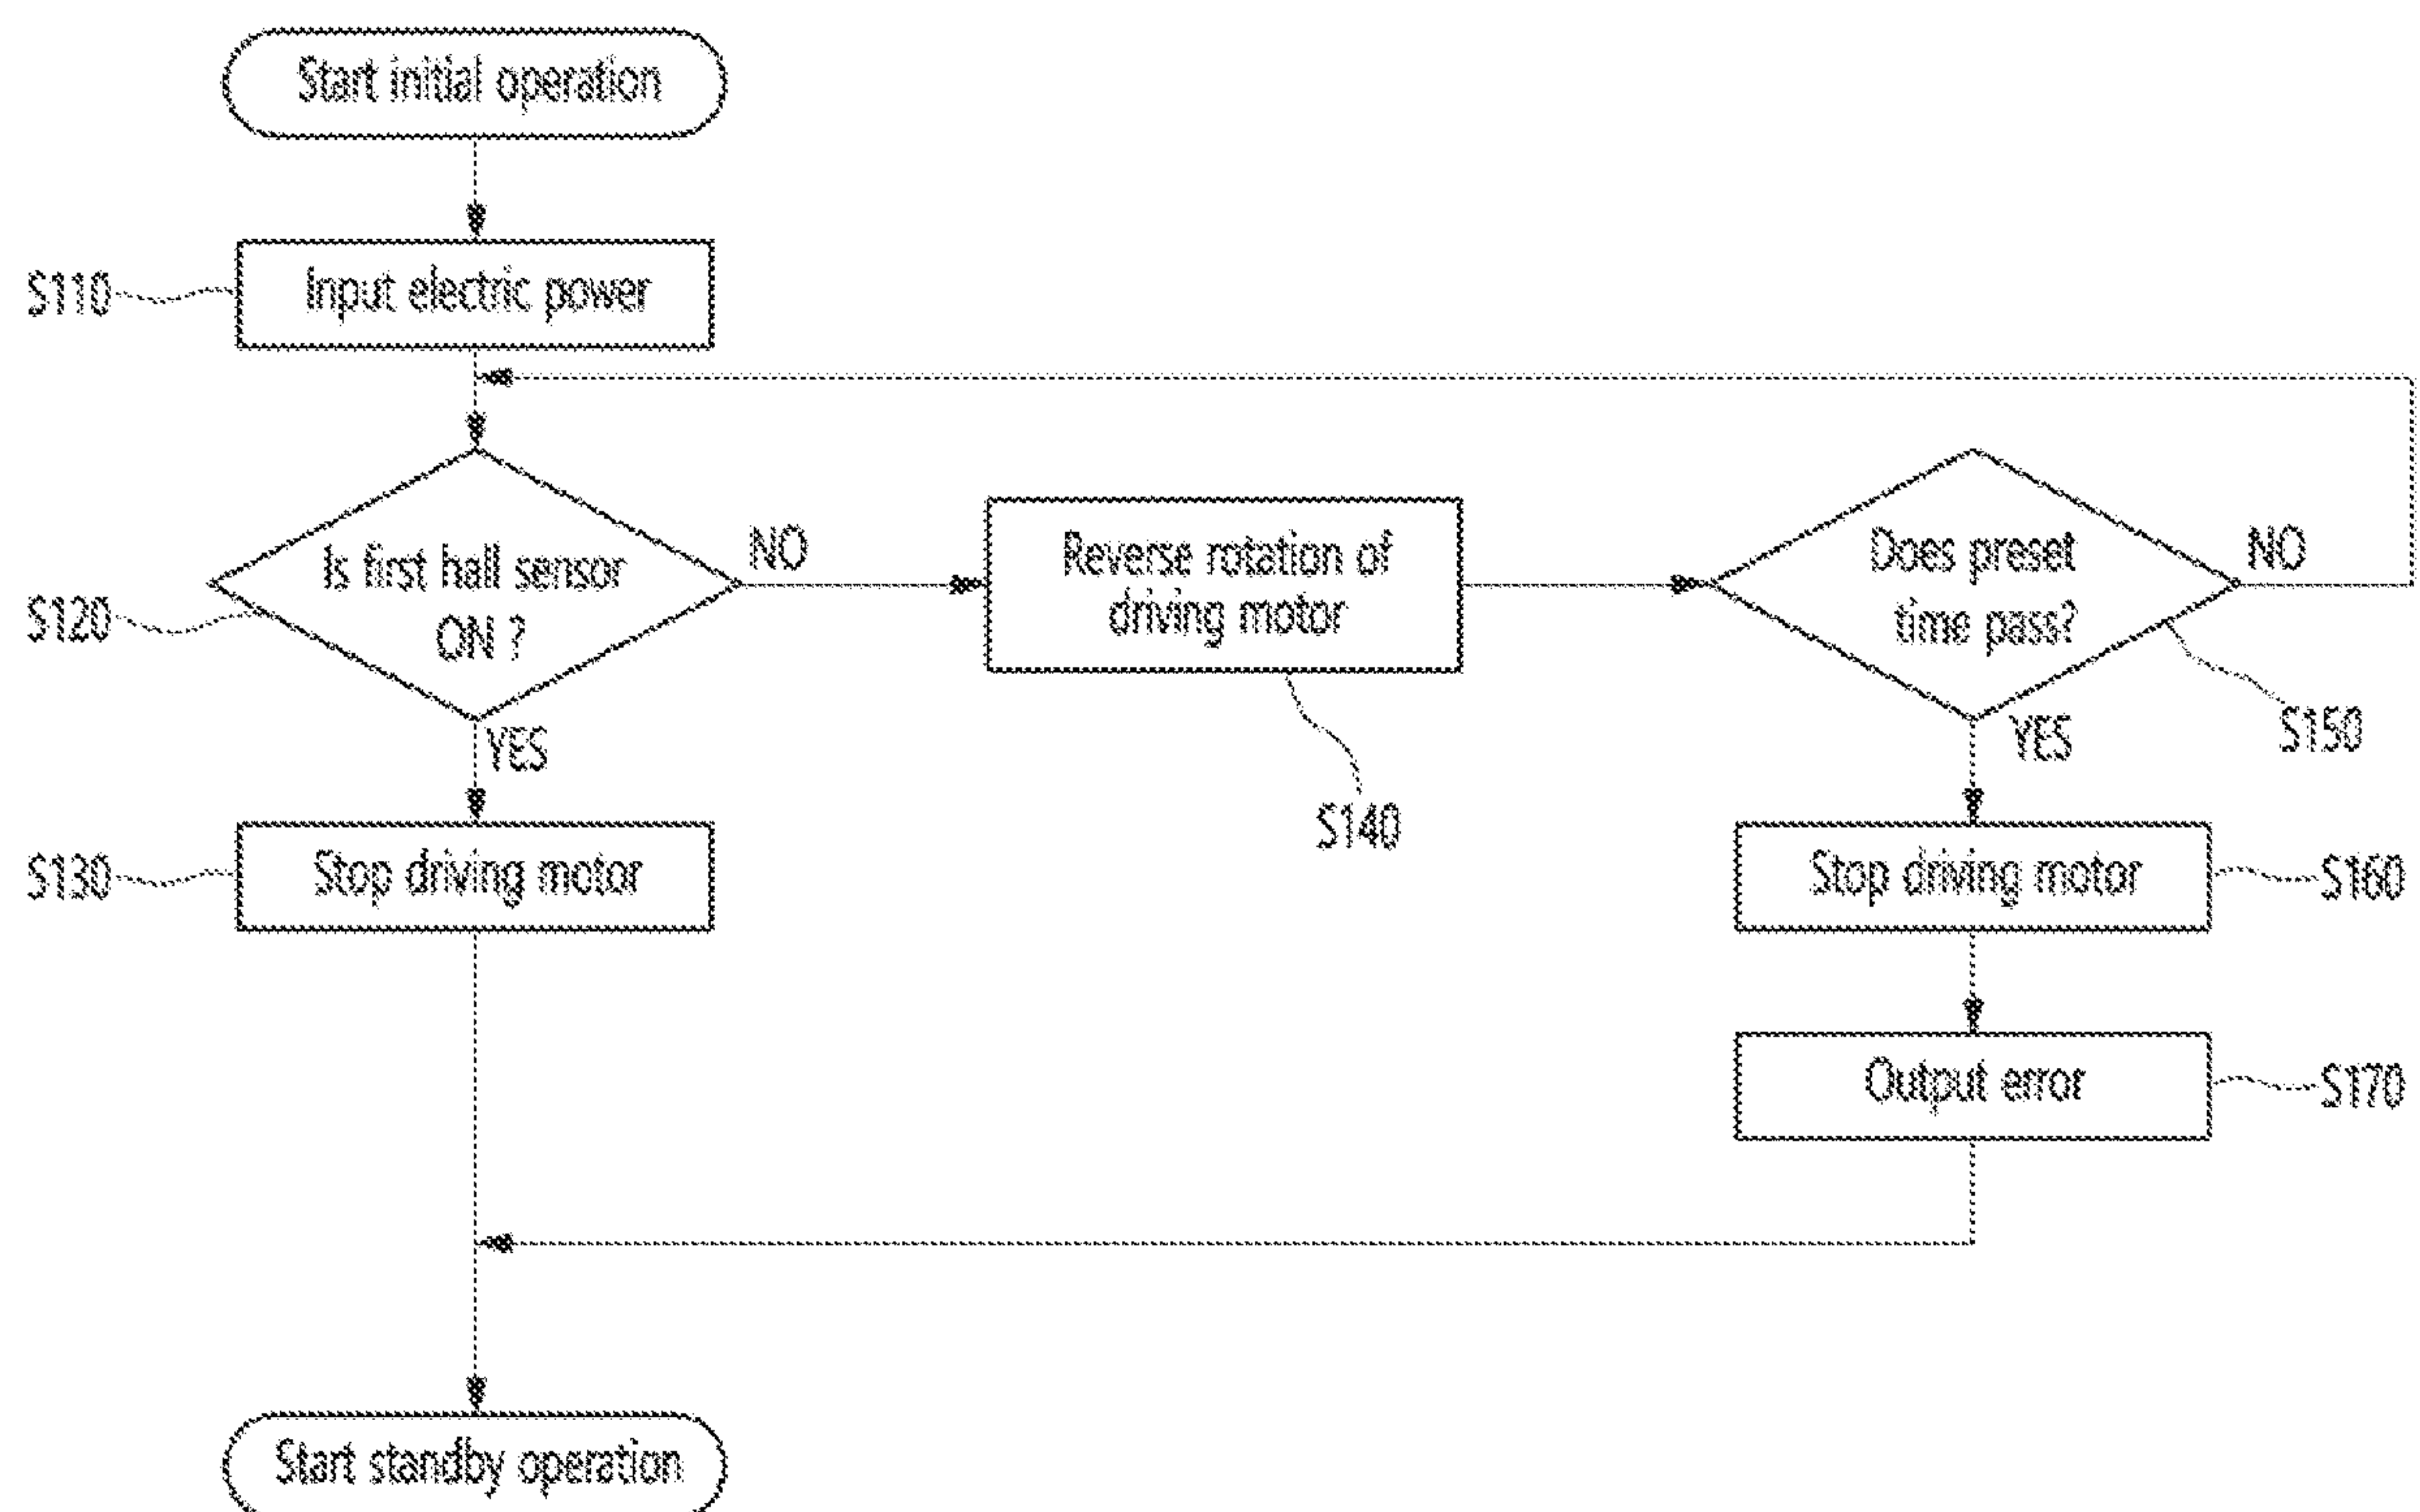 Start initial operation
S110
Input electric power
S120
Is first hall sensor
ON ?
NO
YES
Reverse rotation of
driving motor
S140
Does preset
time pass?
NO
YES
S150
S130
Stop driving motor
Stop driving motor
S160
Output error
S170
Start standby operation